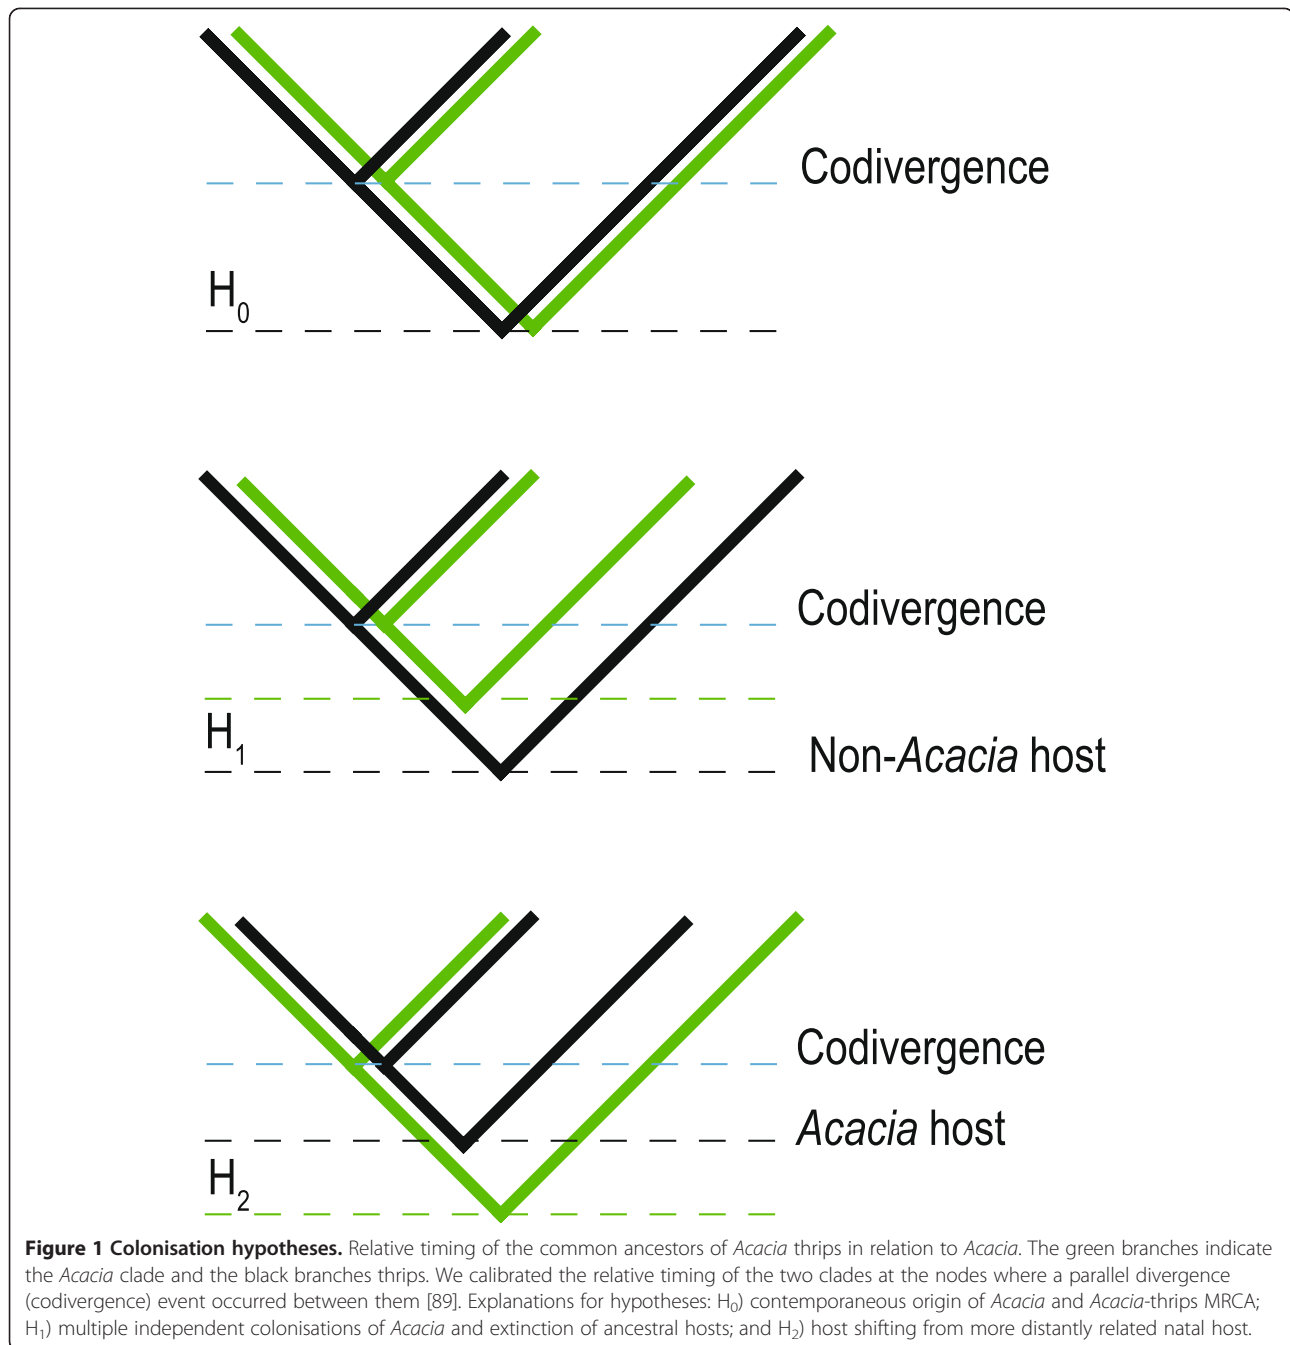 Codivergence
H0
Codivergence
H1
Non-Acacia host
Codivergence
Acacia host
H2
Figure 1 Colonisation hypotheses. Relative timing of the common ancestors of Acacia thrips in relation to Acacia. The green branches indicate
the Acacia clade and the black branches thrips. We calibrated the relative timing of the two clades at the nodes where a parallel divergence
(codivergence) event occurred between them [89]. Explanations for hypotheses: H0) contemporaneous origin of Acacia and Acacia-thrips MRCA;
H1) multiple independent colonisations of Acacia and extinction of ancestral hosts; and H2) host shifting from more distantly related natal host.